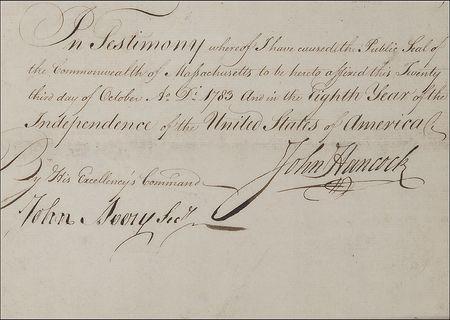 In Testimony whereof I have caused the Public Seal of
the Commonwealth of Massachusetts to be hereto affixed this Twenty
third day of October Ao. Di. 1783 And in the Eighth Year of the
Independence of the United States of America
John Hancock
By His Excellency's Command
John Avery Secy